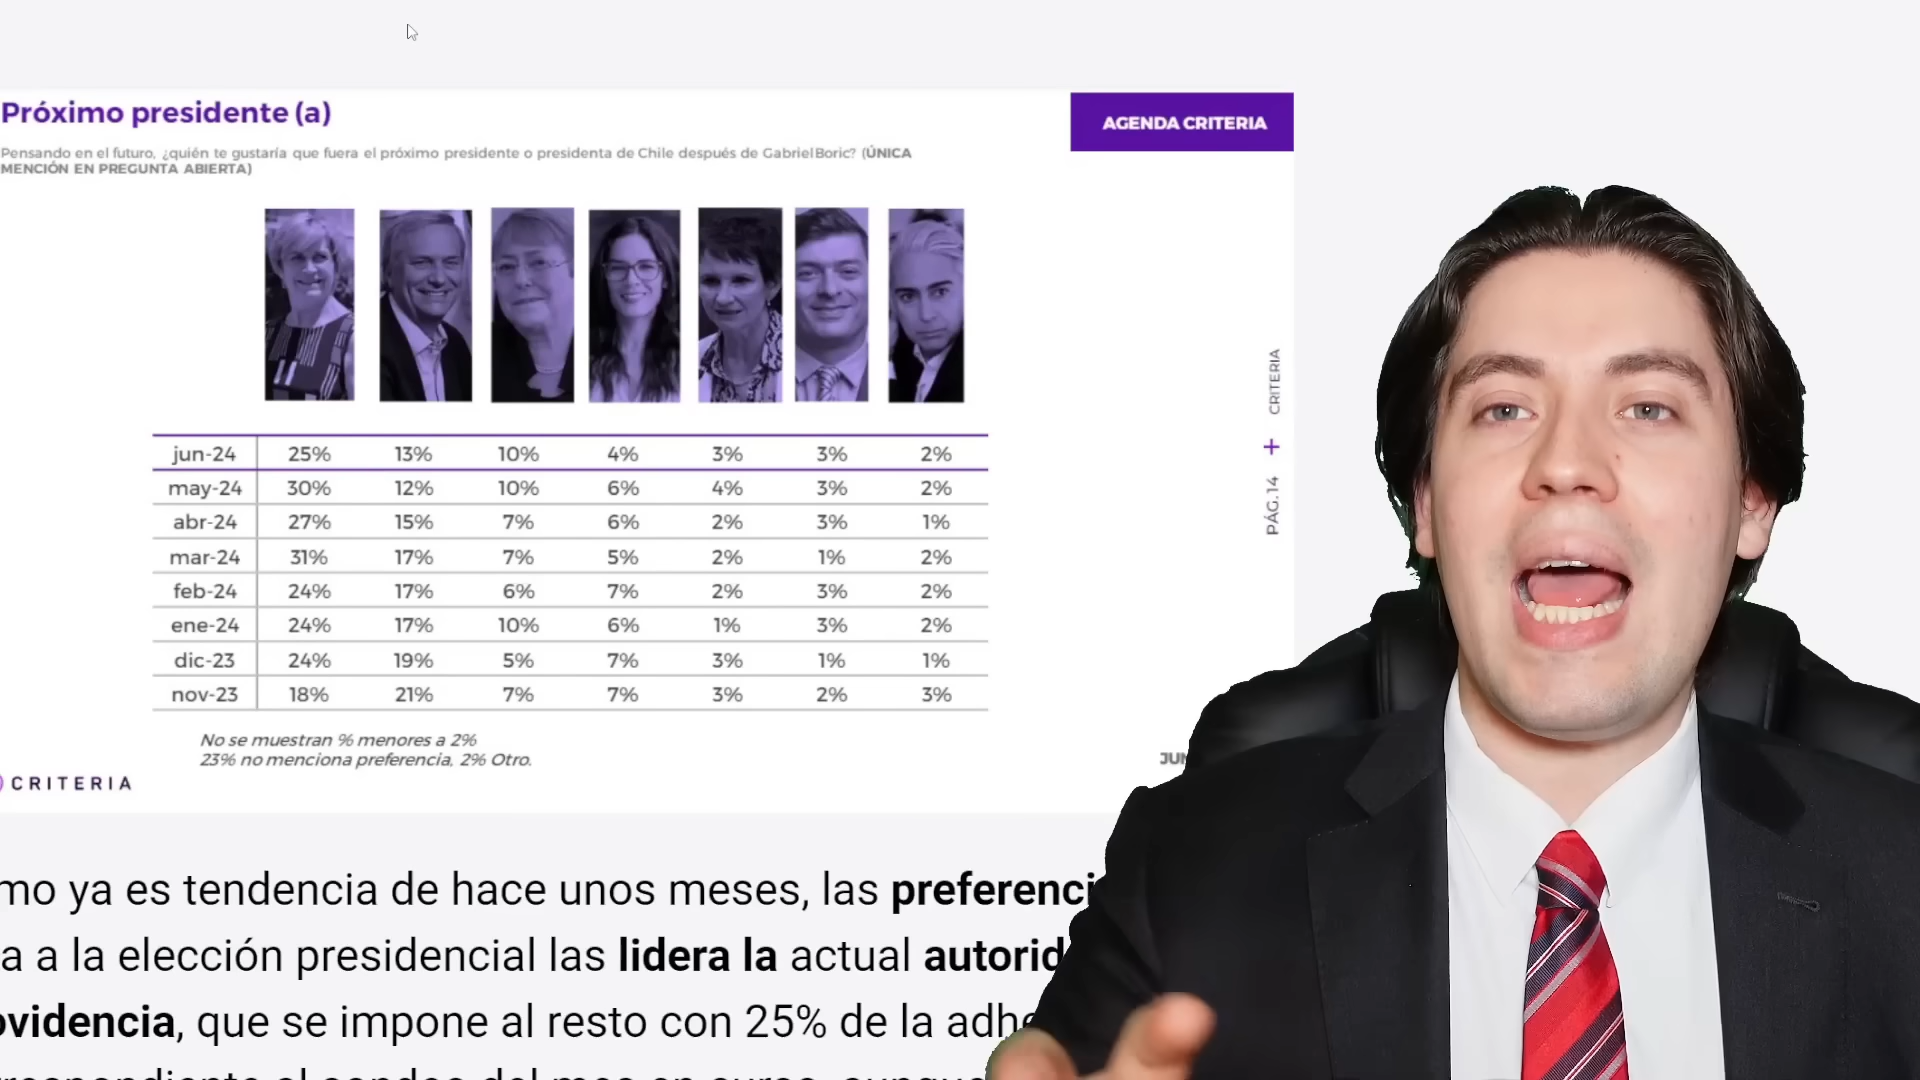 Próximo presidente (a)
AGENDA CRITERIA
Pensando en el futuro, ¿quién te gustaría que fuera el próximo presidente o presidenta de Chile después de Gabriel Boric? (ÚNICA
MENCIÓN EN PREGUNTA ABIERTA)
jun-24 25% 13% 10% 4% 3% 3% 2%
may-24 30% 12% 10% 6% 4% 3% 2%
abr-24 27% 15% 7% 6% 2% 3% 1%
mar-24 31% 17% 7% 5% 2% 1% 2%
feb-24 24% 17% 6% 7% 2% 3% 2%
ene-24 24% 17% 10% 6% 1% 3% 2%
dic-23 24% 19% 5% 7% 3% 1% 1%
nov-23 18% 21% 7% 7% 3% 2% 3%
No se muestran % menores a 2%
23% no menciona preferencia, 2% Otro.
CRITERIA
PÁG. 14 + CRITERIA
JUN
mo ya es tendencia de hace unos meses, las preferenci
a a la elección presidencial las lidera la actual autorid
ovidencia, que se impone al resto con 25% de la adhe